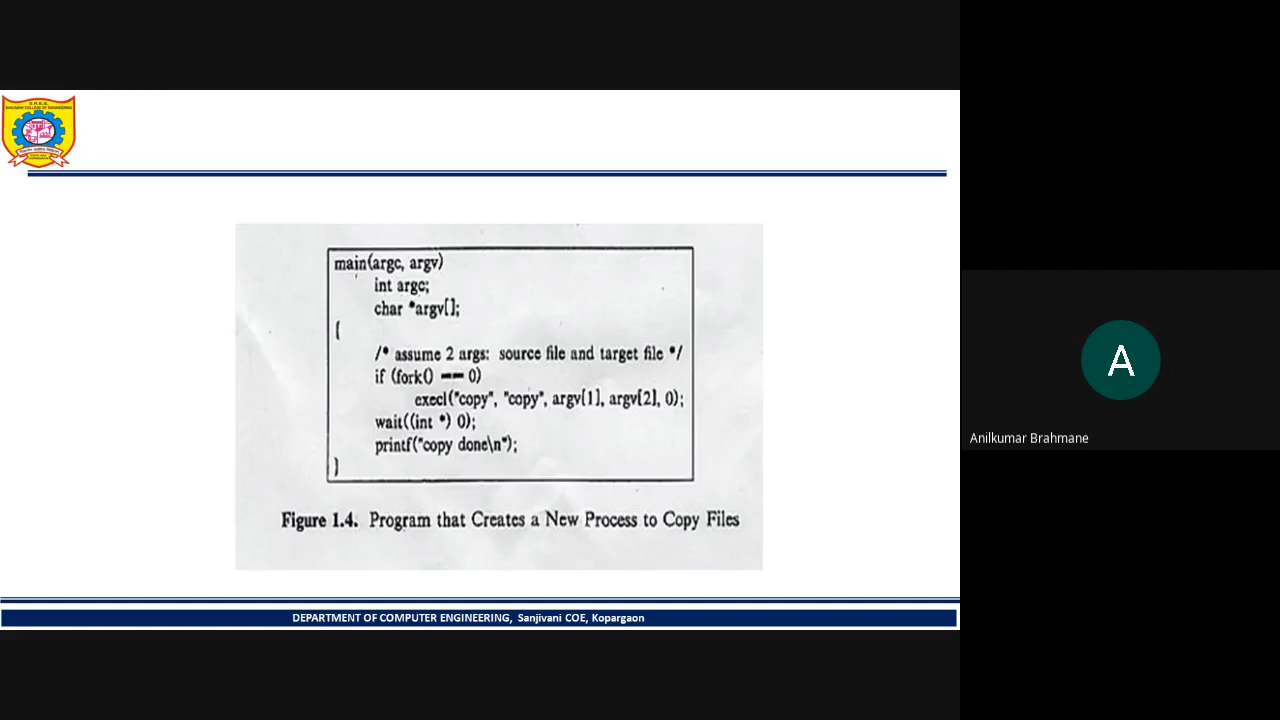 main(argc, argv)
int argc;
char *argv[];
{
/* assume 2 args: source file and target file */
if (fork() == 0)
execl("copy", "copy", argv[1], argv[2], 0);
wait((int *) 0);
printf("copy done\n");
}
Figure 1.4. Program that Creates a New Process to Copy Files
DEPARTMENT OF COMPUTER ENGINEERING, Sanjivani COE, Kopargaon
A
Anilkumar Brahmane